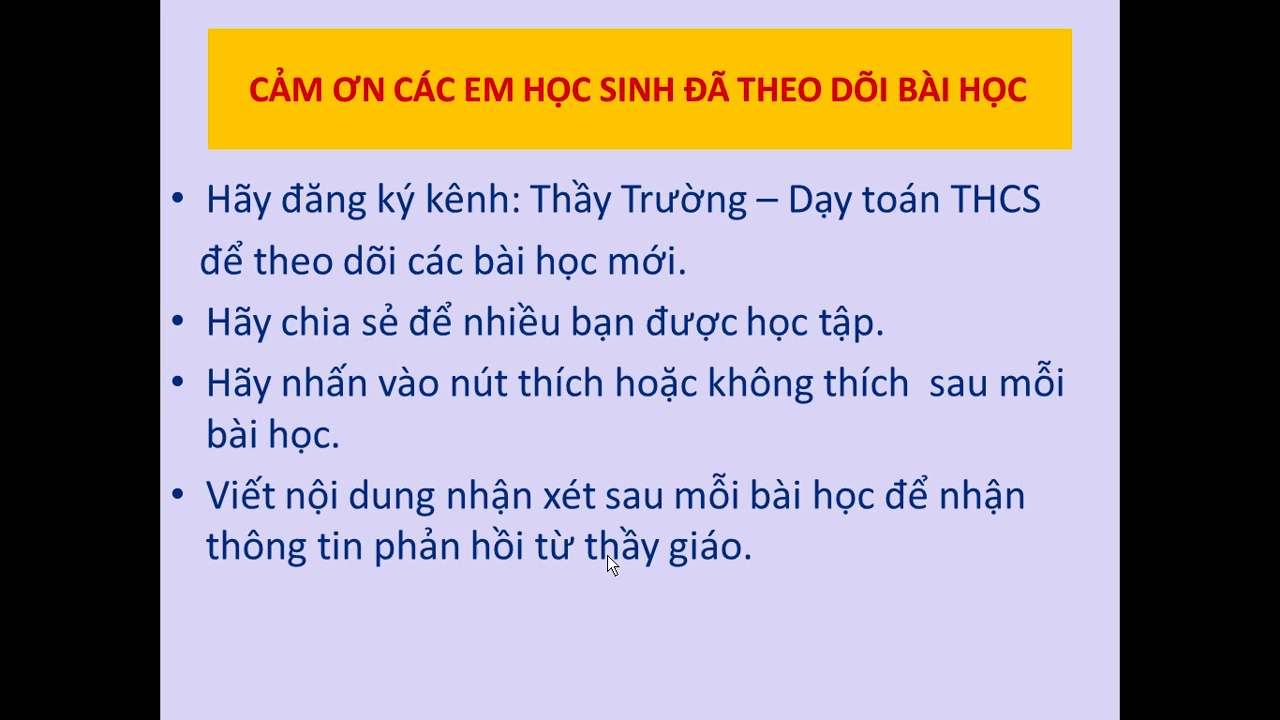 CẢM ƠN CÁC EM HỌC SINH ĐÃ THEO DÕI BÀI HỌC
• Hãy đăng ký kênh: Thầy Trường – Dạy toán THCS
để theo dõi các bài học mới.
• Hãy chia sẻ để nhiều bạn được học tập.
• Hãy nhấn vào nút thích hoặc không thích  sau mỗi
bài học.
• Viết nội dung nhận xét sau mỗi bài học để nhận
thông tin phản hồi từ thầy giáo.